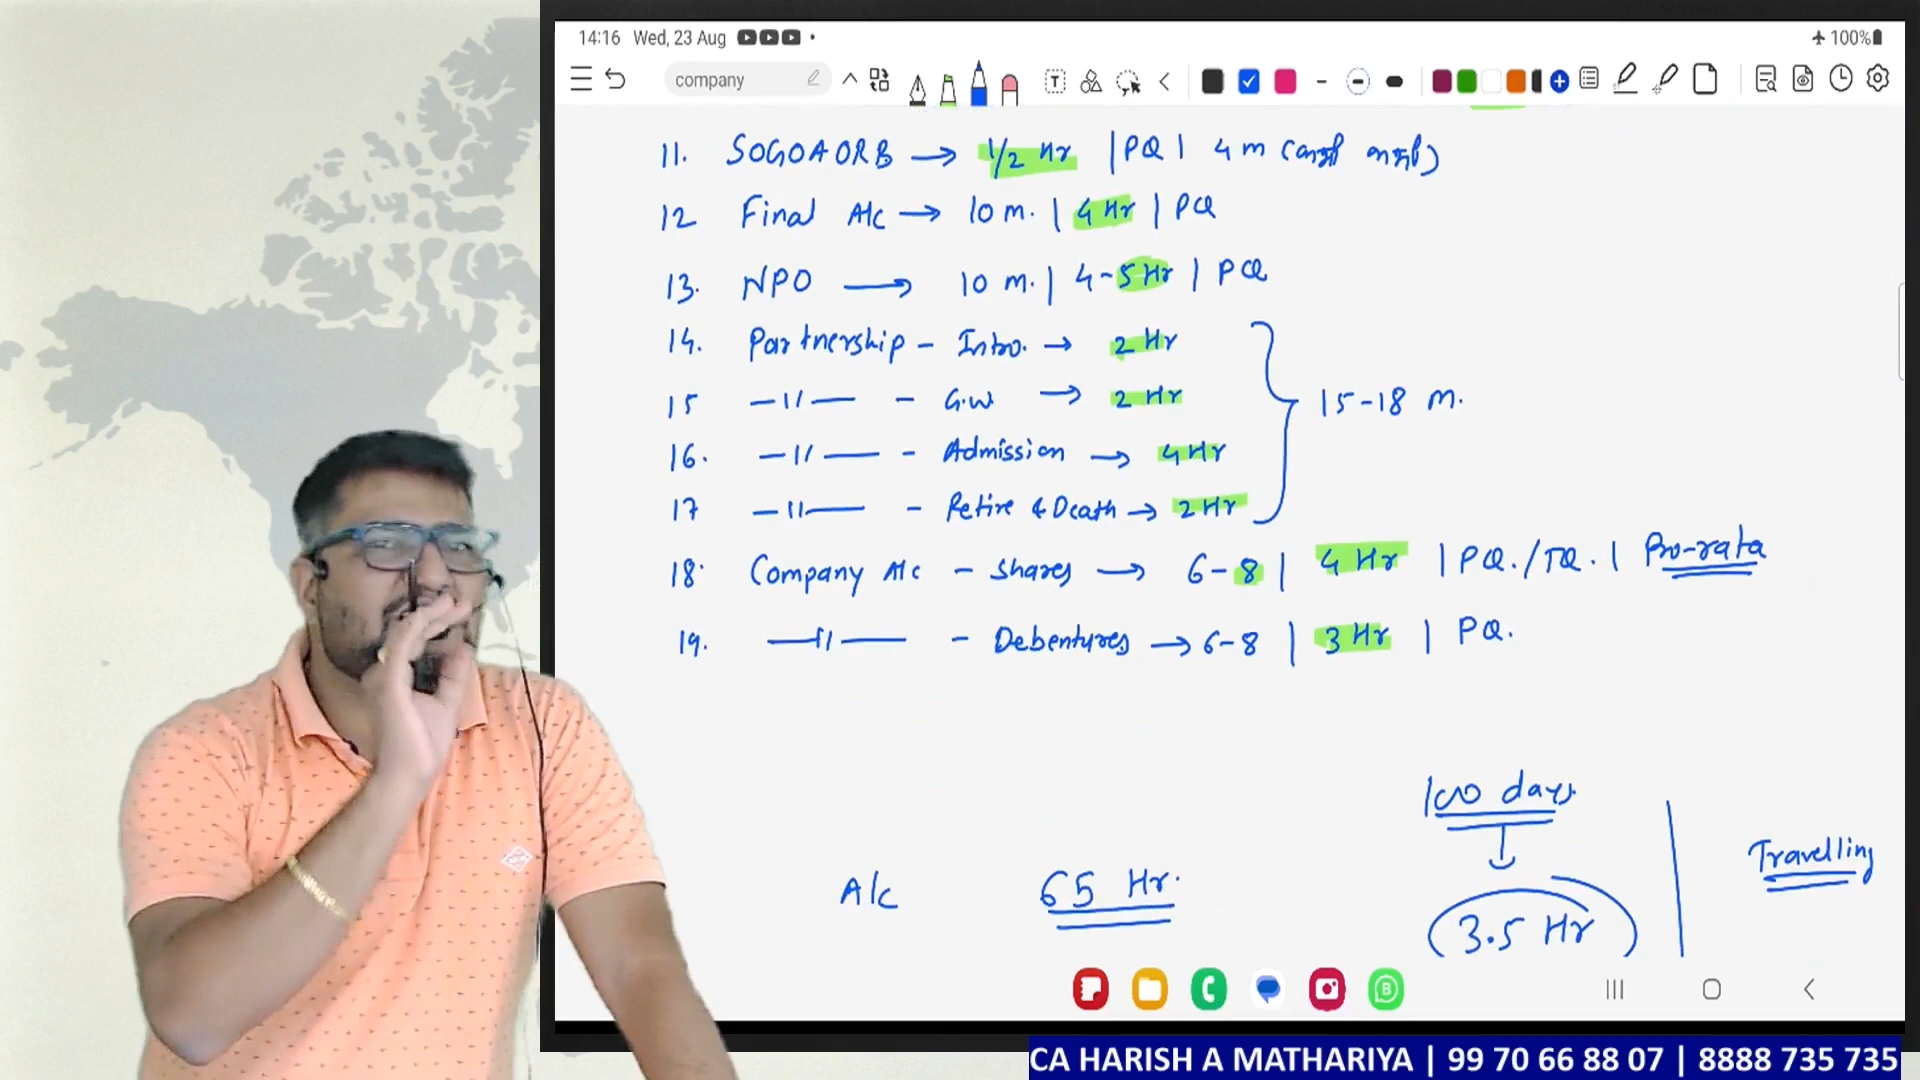 14:16 Wed, 23 Aug 100%
company
11. SOGOAORB → 1/2 Hr | PQ | 4 m
12 Final A/c → 10 m. | 4 Hr | PQ
13. NPO → 10 m. | 4-5 Hr | PQ
14. Partnership - Intro. → 2 Hr
15 —11— - G.W → 2 Hr
16. —11— - Admission → 4 Hr
15-18 m.
17 —11— - Retire & Death → 2 Hr
18. Company A/c - Shares → 6-8 | 4 Hr | PQ./TQ. | Pro-rata
19. —11— - Debentures → 6-8 | 3 Hr | PQ.
100 days
Travelling
A/c 65 Hr.
3.5 Hr
CA HARISH A MATHARIYA | 99 70 66 88 07 | 8888 735 735